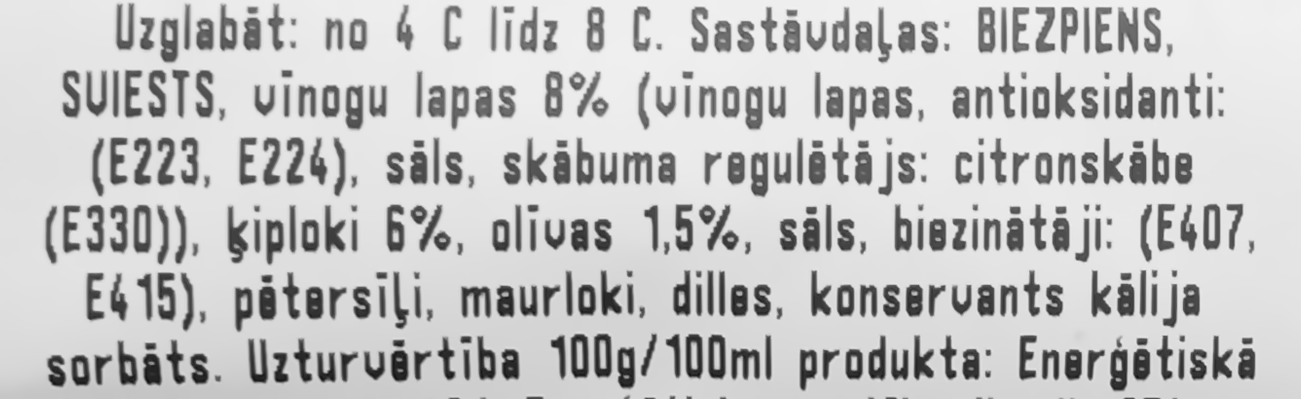 Uzglabāt: no 4 C līdz 8 C. Sastāvdaļas: BIEZPIENS,
SVIESTS, vīnogu lapas 8% (vīnogu lapas, antioksidanti:
(E223, E224), sāls, skābuma regulētājs: citronskābe
(E330)), ķiploki 6%, olīvas 1,5%, sāls, biezinātāji: (E407,
E415), pētersīļi, maurloki, dilles, konservants kālija
sorbāts. Uzturvērtība 100g/100ml produkta: Enerģētiskā